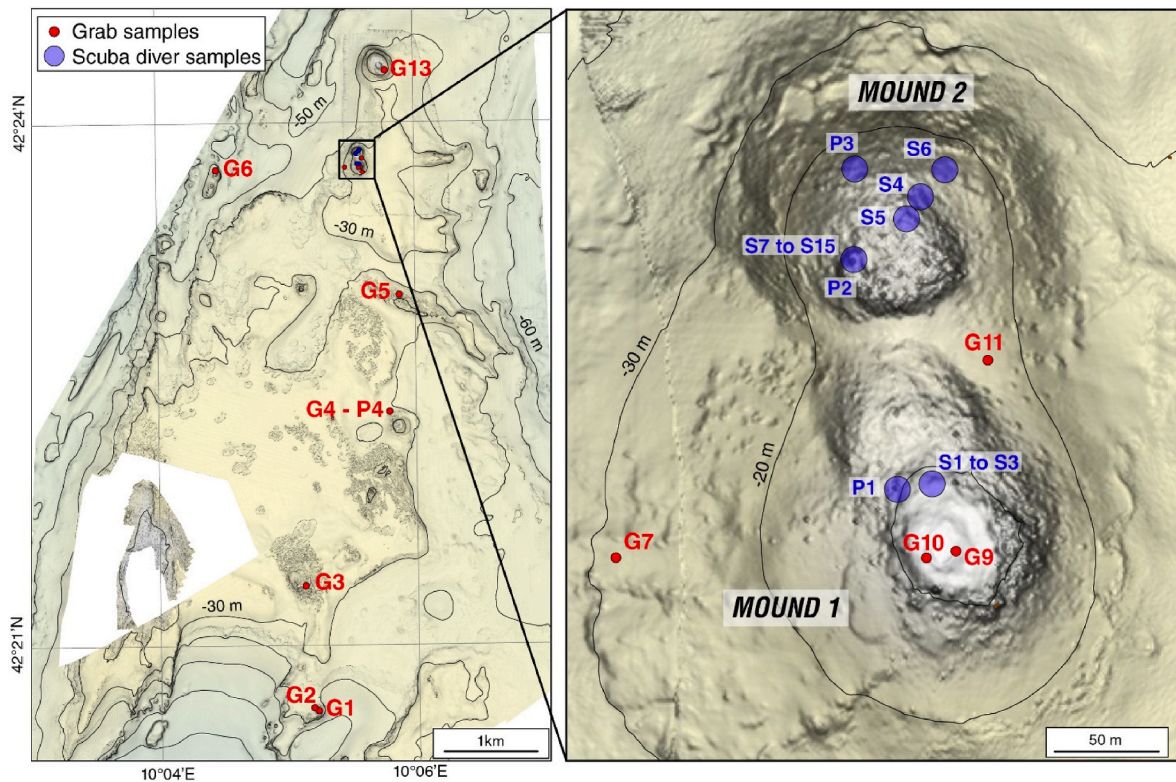 Grab samples
Scuba diver samples
G13
42°24'N
-50 m
G6
-30 m
G5
-60 m
G4 - P4
G3
-30 m
42°21'N
G2
G1
1km
10°04'E
10°06'E
MOUND 2
P3
S6
S4
S5
S7 to S15
P2
G11
-30 m
-20 m
S1 to S3
P1
G7
G10
G9
MOUND 1
50 m